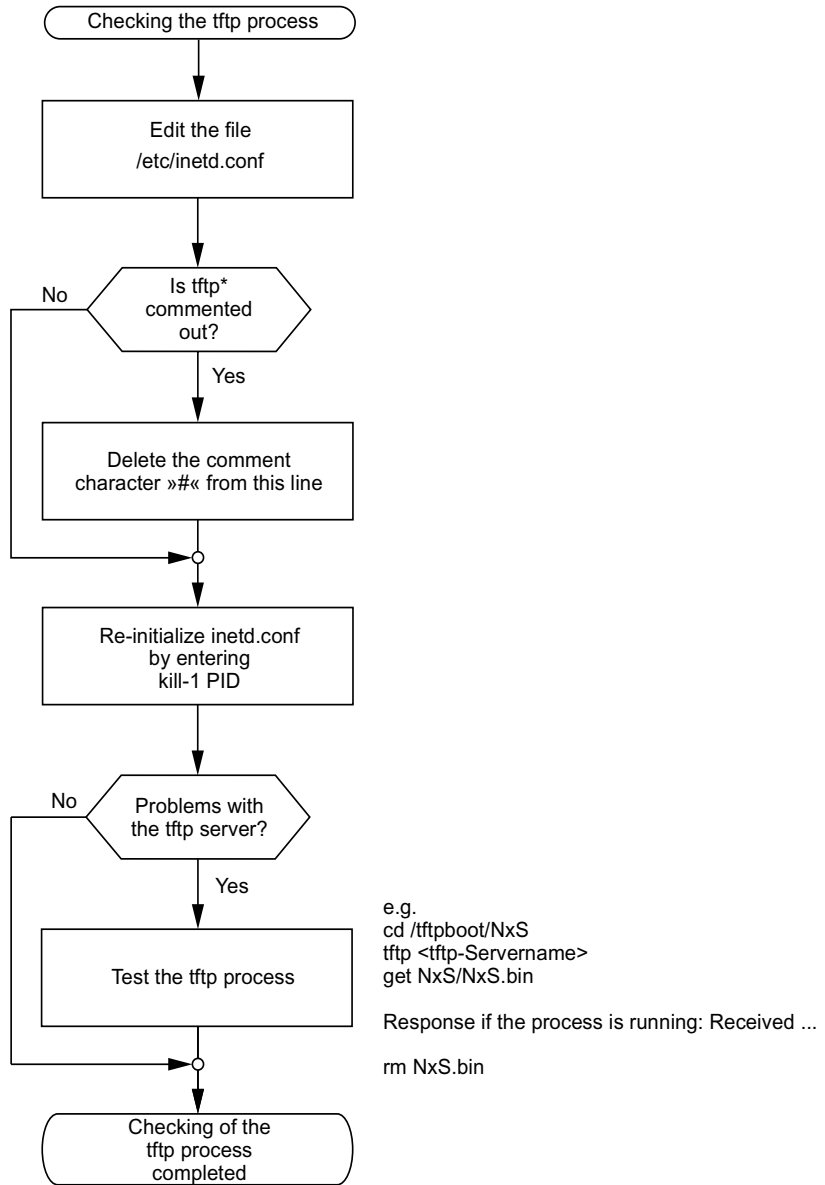 Checking the tftp process
Edit the file
/etc/inetd.conf
Is tftp*
commented
out?
No
Yes
Delete the comment
character »#« from this line
Re-initialize inetd.conf
by entering
kill-1 PID
Problems with
the tftp server?
No
Yes
Test the tftp process
e.g.
cd /tftpboot/NxS
tftp <tftp-Servername>
get NxS/NxS.bin
Response if the process is running: Received ...
rm NxS.bin
Checking of the
tftp process
completed